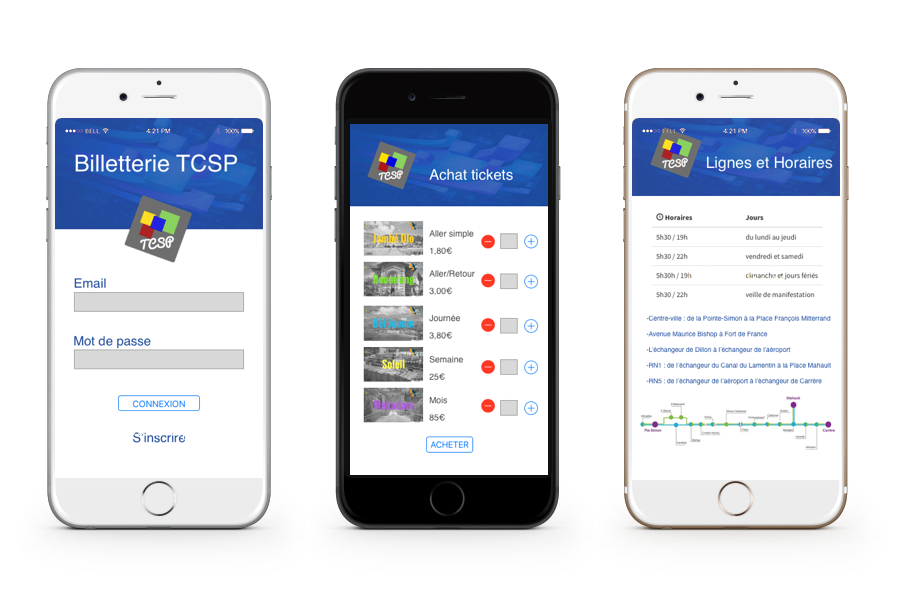 BELL 4:21 PM 100%
Billetterie TCSP
TCSP
Email
Mot de passe
CONNEXION
S'inscrire
TCSP
Achat tickets
Aller simple
1,80€
Aller/Retour
3,00€
Journée
3,80€
Soleil
Semaine
25€
Mois
85€
ACHETER
BELL 4:21 PM 100%
TCSP
Lignes et Horaires
Horaires Jours
5h30 / 19h du lundi au jeudi
5h30 / 22h vendredi et samedi
5h30h / 19h dimanche et jours fériés
5h30 / 22h veille de manifestation
-Centre-ville : de la Pointe-Simon à la Place François Mitterrand
-Avenue Maurice Bishop à Fort de France
-L'échangeur de Dillon à l'échangeur de l'aéroport
-RN1 : de l'échangeur du Canal du Lamentin à la Place Mahault
-RN5 : de l'échangeur de l'aéroport à l'échangeur de Carrère
Mahault
Pte Simon
Carrère